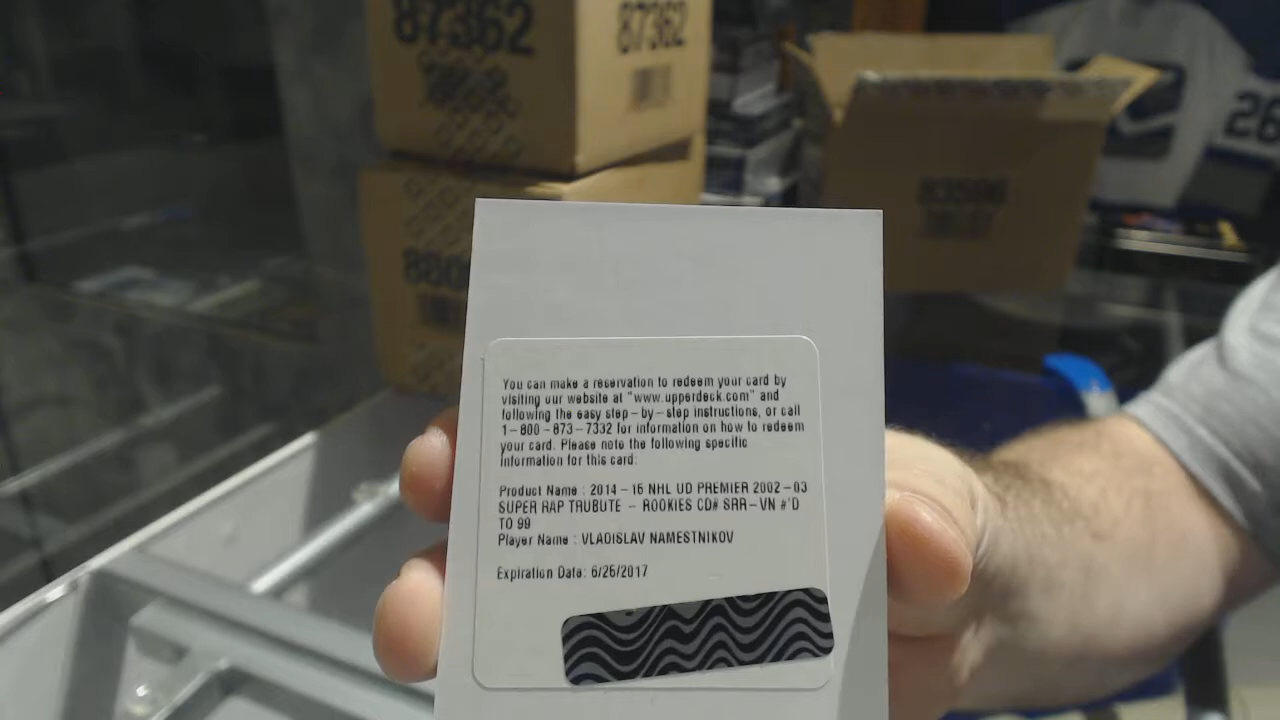 87362
87362
880
26
You can make a reservation to redeem your card by
visiting our website at "www.upperdeck.com" and
following the easy step-by-step instructions, or call
1-800-873-7332 for information on how to redeem
your card. Please note the following specific
information for this card:
Product Name : 2014-15 NHL UD PREMIER 2002-03
SUPER RAP TRUBUTE - ROOKIES CD# SRR-VN #'D
TO 99
Player Name : VLADISLAV NAMESTNIKOV
Expiration Data: 6/26/2017